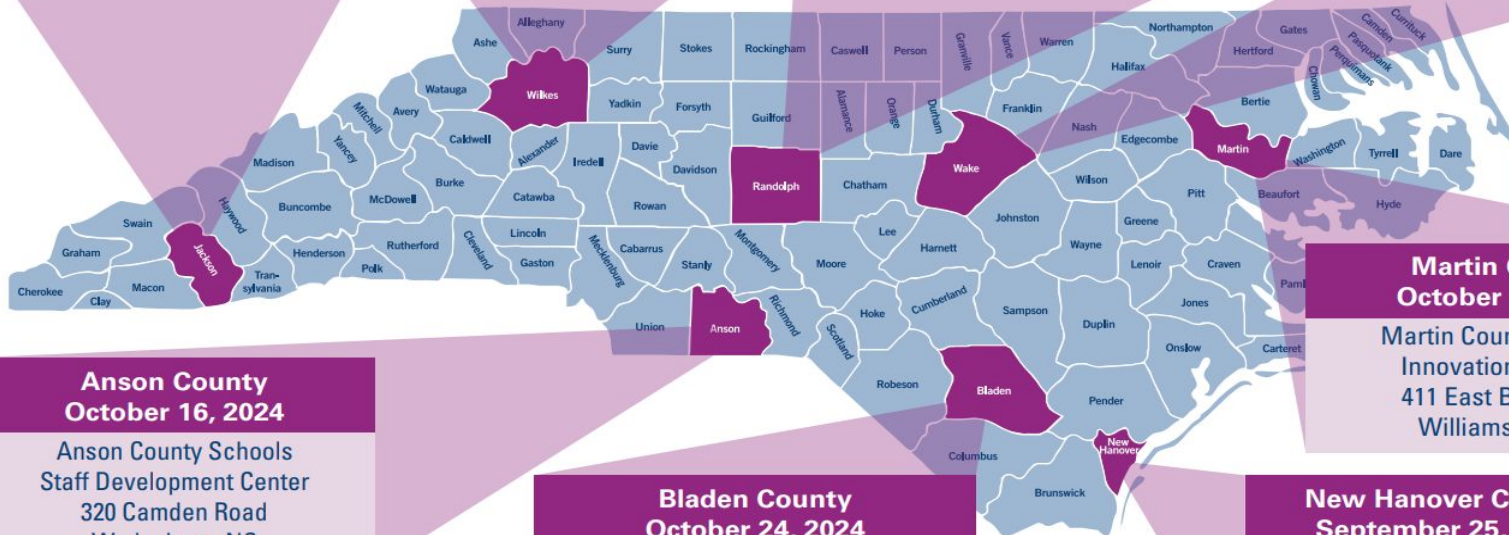 Alleghany
Ashe
Surry
Stokes
Rockingham
Caswell
Person
Granville
Vance
Warren
Northampton
Gates
Camden
Currituck
Pasquotank
Perquimans
Hertford
Halifax
Chowan
Watauga
Wilkes
Yadkin
Forsyth
Guilford
Alamance
Orange
Durham
Franklin
Nash
Edgecombe
Bertie
Martin
Washington
Tyrrell
Dare
Mitchell
Avery
Yancey
Caldwell
Alexander
Iredell
Davie
Davidson
Randolph
Chatham
Wake
Wilson
Pitt
Beaufort
Hyde
Madison
Burke
McDowell
Buncombe
Catawba
Rowan
Johnston
Greene
Swain
Haywood
Jackson
Graham
Henderson
Rutherford
Polk
Cleveland
Lincoln
Gaston
Mecklenburg
Cabarrus
Stanly
Montgomery
Moore
Lee
Harnett
Wayne
Lenoir
Craven
Cherokee
Clay
Macon
Tran-
sylvania
Union
Anson
Richmond
Scotland
Hoke
Cumberland
Sampson
Duplin
Jones
Onslow
Carteret
Paml
Robeson
Bladen
Pender
Columbus
New
Hanover
Brunswick
Martin C
October
Martin Coun
Innovation
411 East B
Williams
Anson County
October 16, 2024
Anson County Schools
Staff Development Center
320 Camden Road
Bladen County
October 24, 2024
New Hanover C
September 25,